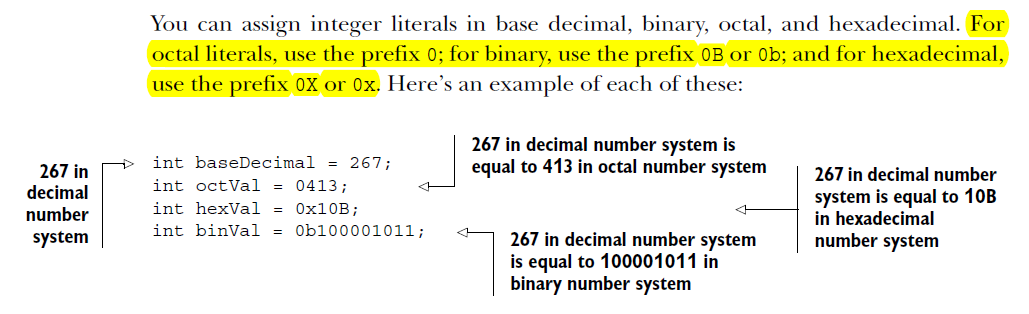 You can assign integer literals in base decimal, binary, octal, and hexadecimal. For
octal literals, use the prefix 0; for binary, use the prefix 0B or 0b; and for hexadecimal,
use the prefix 0X or 0x. Here’s an example of each of these:
267 in
decimal
number
system
int baseDecimal = 267;
int octVal = 0413;
int hexVal = 0x10B;
int binVal = 0b100001011;
267 in decimal number system is
equal to 413 in octal number system
267 in decimal number
system is equal to 10B
in hexadecimal
number system
267 in decimal number system
is equal to 100001011 in
binary number system